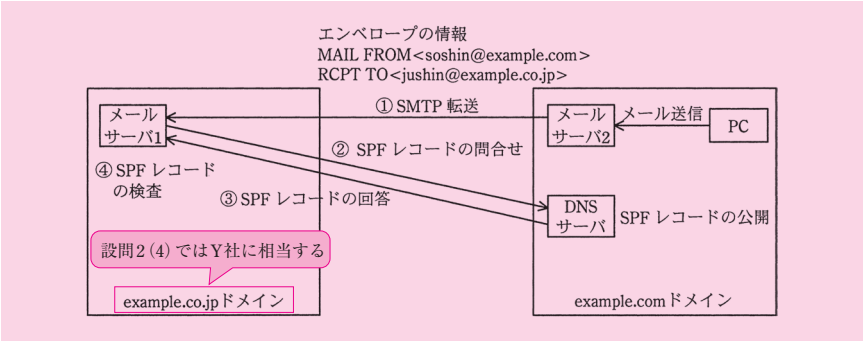 エンベロープの情報
MAIL FROM<soshin@example.com>
RCPT TO<jushin@example.co.jp>
① SMTP 転送
メール
サーバ1
メール
サーバ2
メール送信
PC
② SPF レコードの問合せ
④ SPF レコード
の検査
③ SPF レコードの回答
DNS
サーバ
SPF レコードの公開
設問2(4)ではY社に相当する
example.co.jpドメイン
example.comドメイン